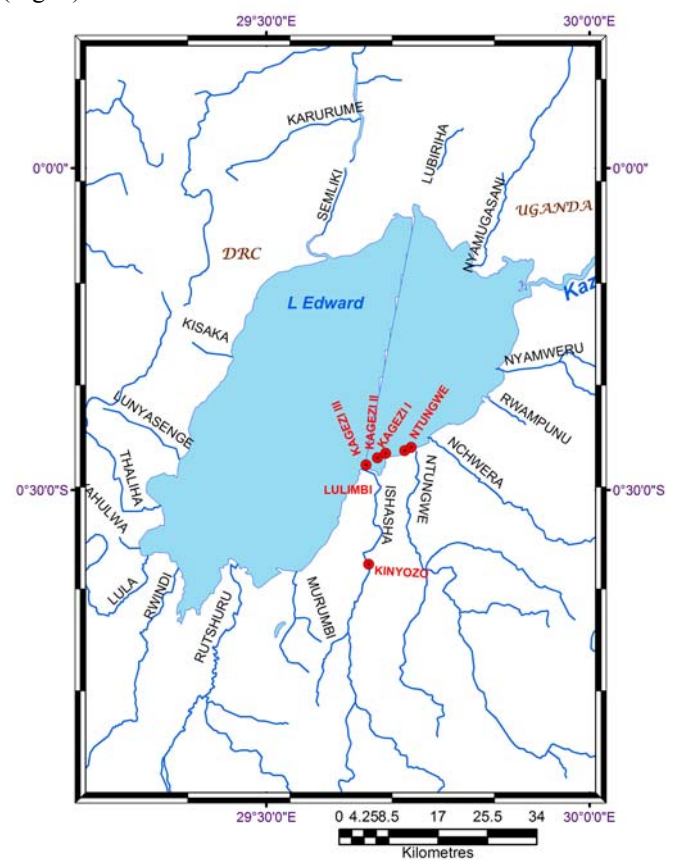 29°30'0"E
30°0'0"E
KARURUME
LUBIRIHA
0°0'0"
0°0'0"
SEMLIKI
NYAMUGASANI
UGANDA
DRC
Kaz
L Edward
KISAKA
NYAMWERU
LUNYASENGE
KAGEZI III
KAGEZI II
KAGEZI I
NTUNGWE
RWAMPUNU
NCHWERA
THALIHA
LULIMBI
ISHASHA
NTUNGWE
0°30'0"S
0°30'0"S
AHULWA
KINYOZO
LULA
RWINDI
RUTSHURU
MURUMBI
29°30'0"E
30°0'0"E
0 4.25 8.5 17 25.5 34
Kilometres